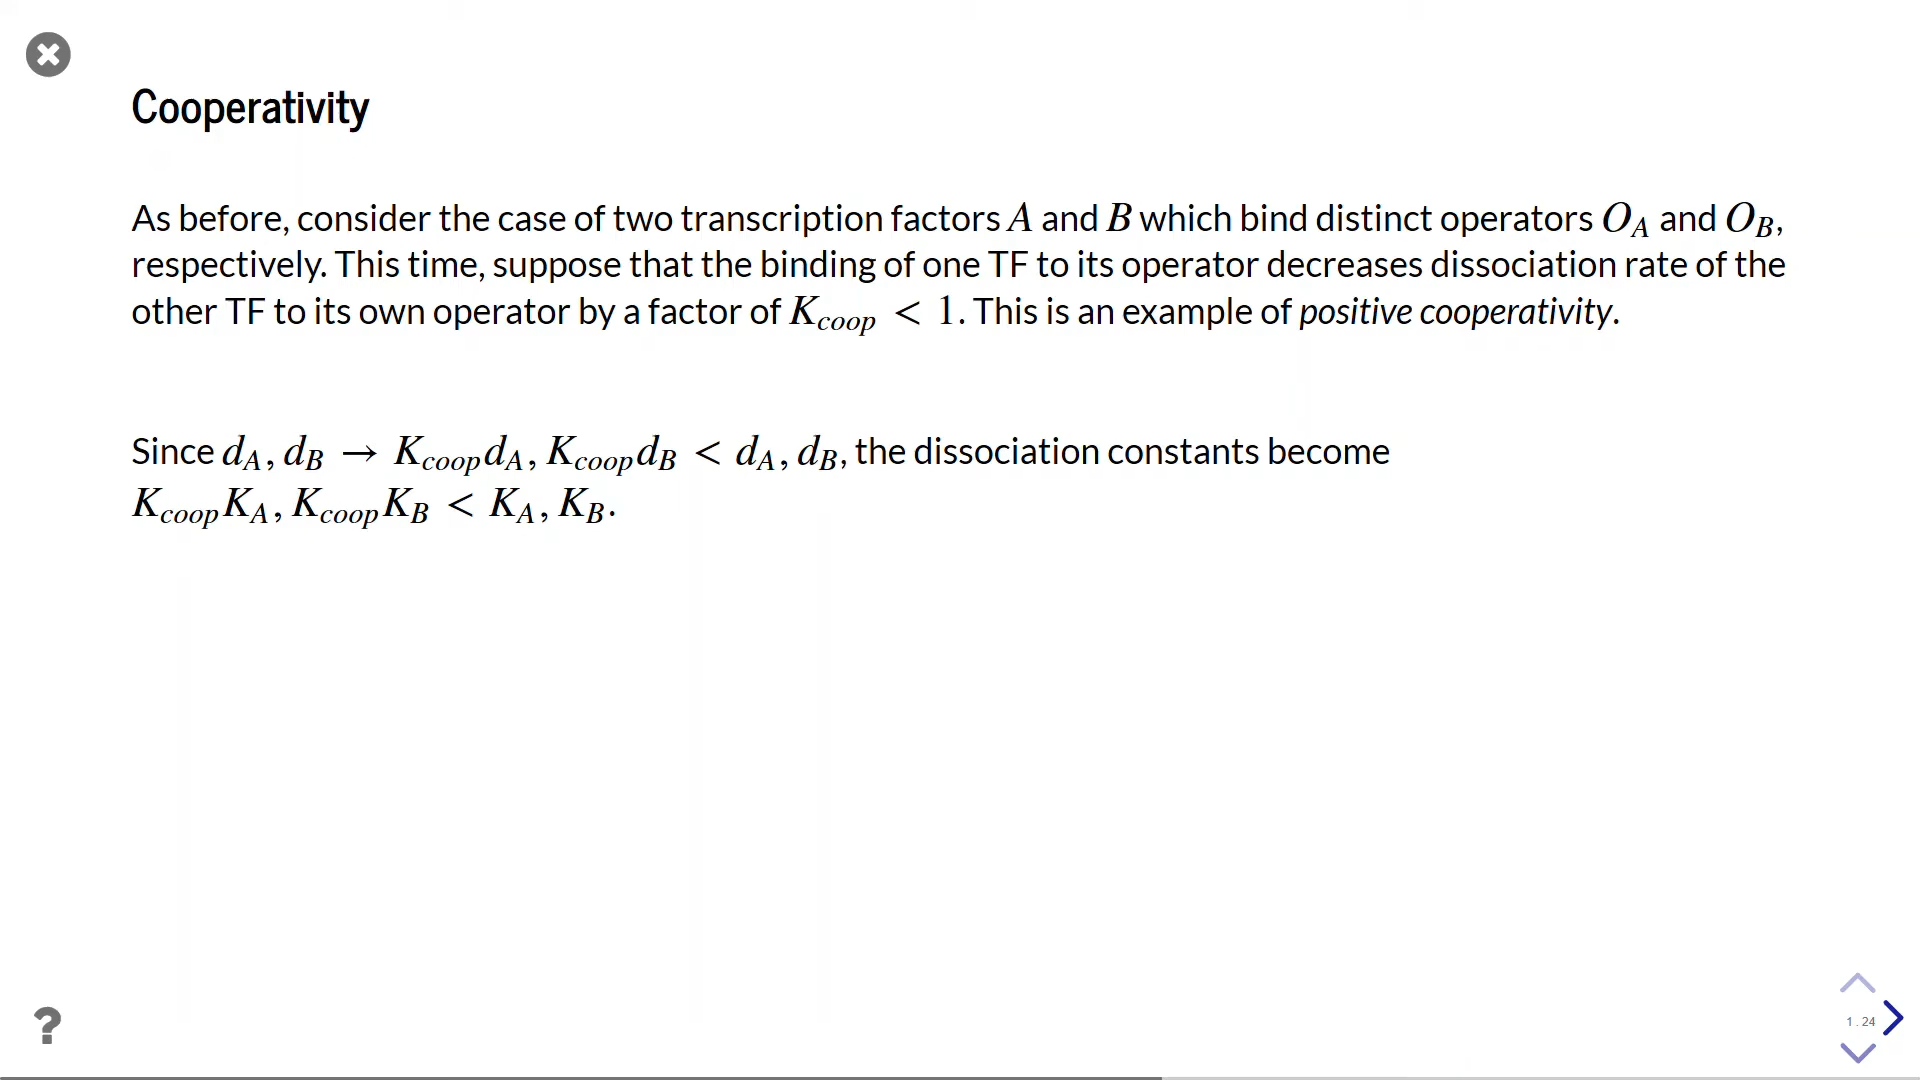 Cooperativity
As before, consider the case of two transcription factors A and B which bind distinct operators O_A and O_B,
respectively. This time, suppose that the binding of one TF to its operator decreases dissociation rate of the
other TF to its own operator by a factor of K_coop < 1. This is an example of positive cooperativity.
Since d_A, d_B → K_coop d_A, K_coop d_B < d_A, d_B, the dissociation constants become
K_coop K_A, K_coop K_B < K_A, K_B.
?
1 . 24